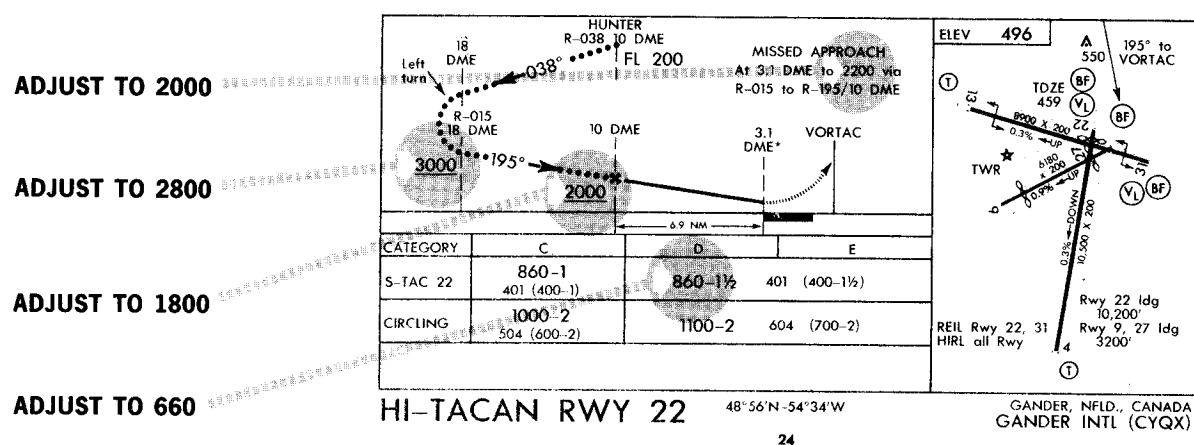 ADJUST TO 2000
ADJUST TO 2800
ADJUST TO 1800
ADJUST TO 660
HUNTER
R-038 10 DME
18
DME
FL 200
Left
turn
038°
MISSED APPROACH
At 3.1 DME to 2200 via
R-015 to R-195/10 DME
R-015
18 DME
10 DME
3.1
DME*
VORTAC
3000
195°
2000
6.9 NM
CATEGORY C D E
S-TAC 22 860-1 860-1½ 401 (400-1½)
401 (400-1)
CIRCLING 1000-2 1100-2 604 (700-2)
504 (600-2)
ELEV 496
550
195° to
VORTAC
TDZE
459
BF
VL
BF
T
13
22
8900 X 200
0.3% UP
TWR
6180
X 200
0.9% UP
27
31
VL BF
9
0.3% DOWN
10,500 X 200
Rwy 22 ldg
10,200'
REIL Rwy 22, 31
HIRL all Rwy
Rwy 9, 27 ldg
3200'
4
T
HI-TACAN RWY 22
48°56'N-54°34'W
GANDER, NFLD., CANADA
GANDER INTL (CYQX)
24